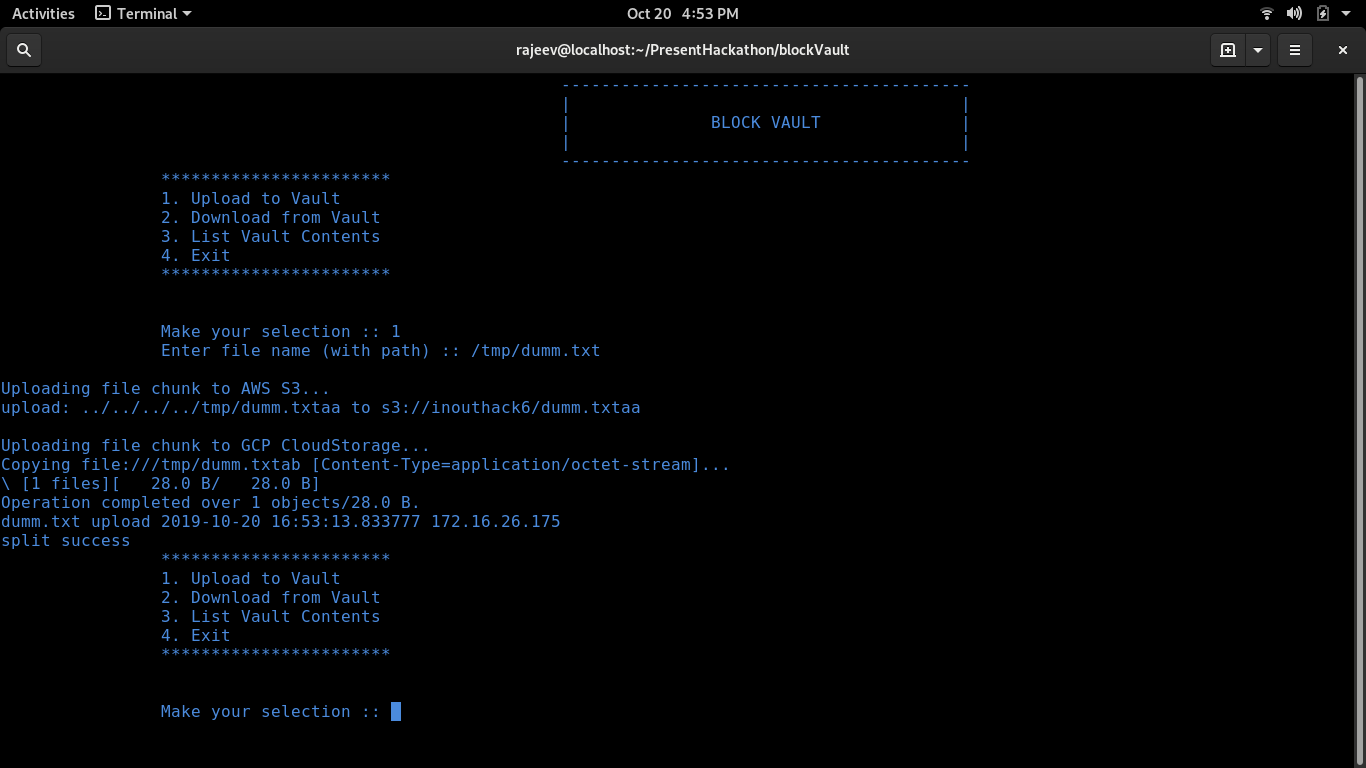 Activities Terminal Oct 20 4:53 PM
rajeev@localhost:~/PresentHackathon/blockVault
-----------------------------------------
| |
| BLOCK VAULT |
| |
-----------------------------------------
***********************
1. Upload to Vault
2. Download from Vault
3. List Vault Contents
4. Exit
***********************
Make your selection :: 1
Enter file name (with path) :: /tmp/dumm.txt
Uploading file chunk to AWS S3...
upload: ../../../../tmp/dumm.txtaa to s3://inouthack6/dumm.txtaa
Uploading file chunk to GCP CloudStorage...
Copying file:///tmp/dumm.txtab [Content-Type=application/octet-stream]...
\ [1 files][   28.0 B/   28.0 B]
Operation completed over 1 objects/28.0 B.
dumm.txt upload 2019-10-20 16:53:13.833777 172.16.26.175
split success
***********************
1. Upload to Vault
2. Download from Vault
3. List Vault Contents
4. Exit
***********************
Make your selection ::